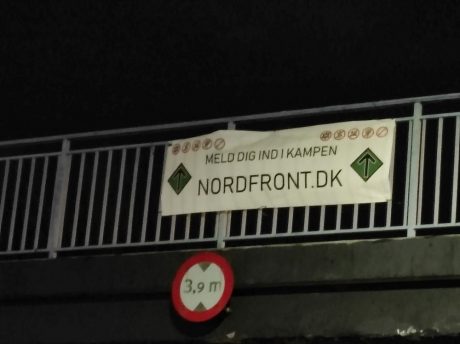 MELD DIG IND I KAMPEN
NORDFRONT.DK
3,9 m